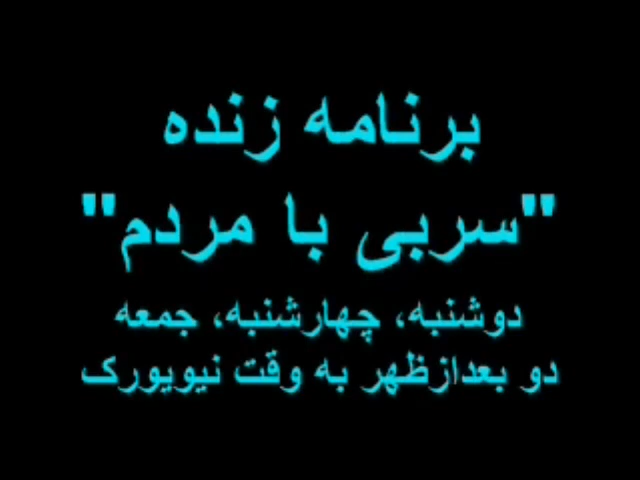 برنامه زنده
"سربی با مردم"
دوشنبه، چهارشنبه، جمعه
دو بعدازظهر به وقت نیویورک